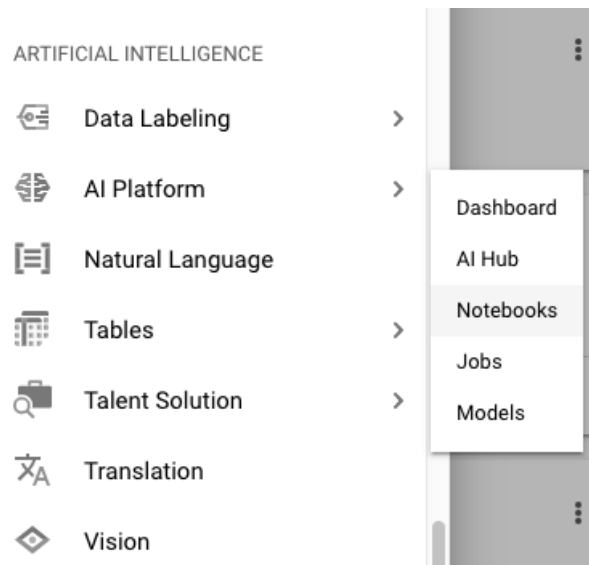 ARTIFICIAL INTELLIGENCE
Data Labeling
AI Platform
Natural Language
Tables
Talent Solution
Translation
Vision
Dashboard
AI Hub
Notebooks
Jobs
Models